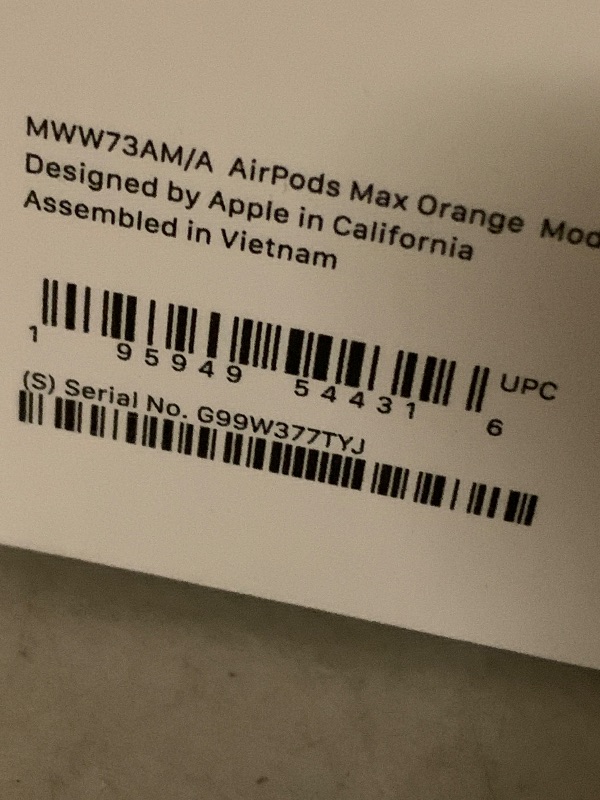 MWW73AM/A AirPods Max Orange Mod
Designed by Apple in California
Assembled in Vietnam
1 95949 54431 6 UPC
(S) Serial No. G99W377TYJ